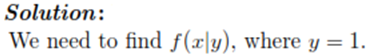 Solution:
We need to find f(x|y), where y = 1.